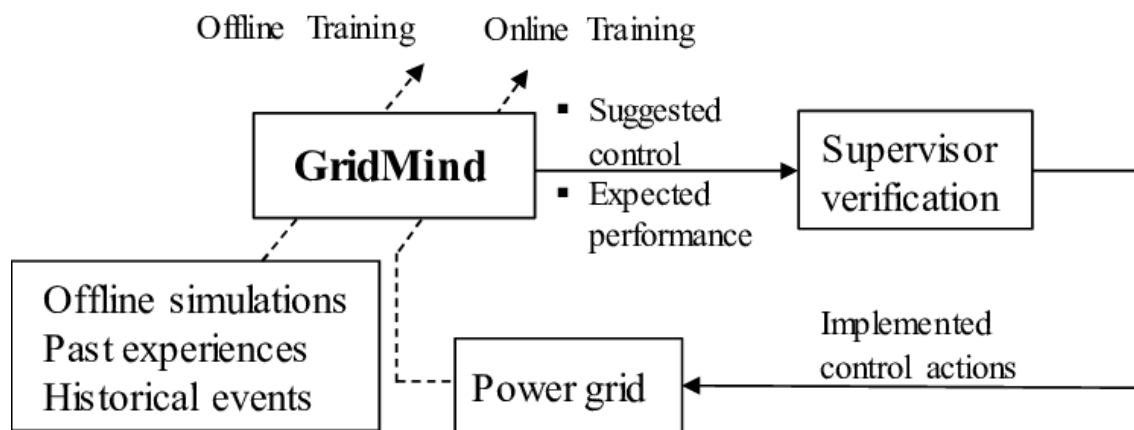 Offline Training
Online Training
GridMind
▪ Suggested
control
▪ Expected
performance
Supervisor
verification
Offline simulations
Past experiences
Historical events
Power grid
Implemented
control actions